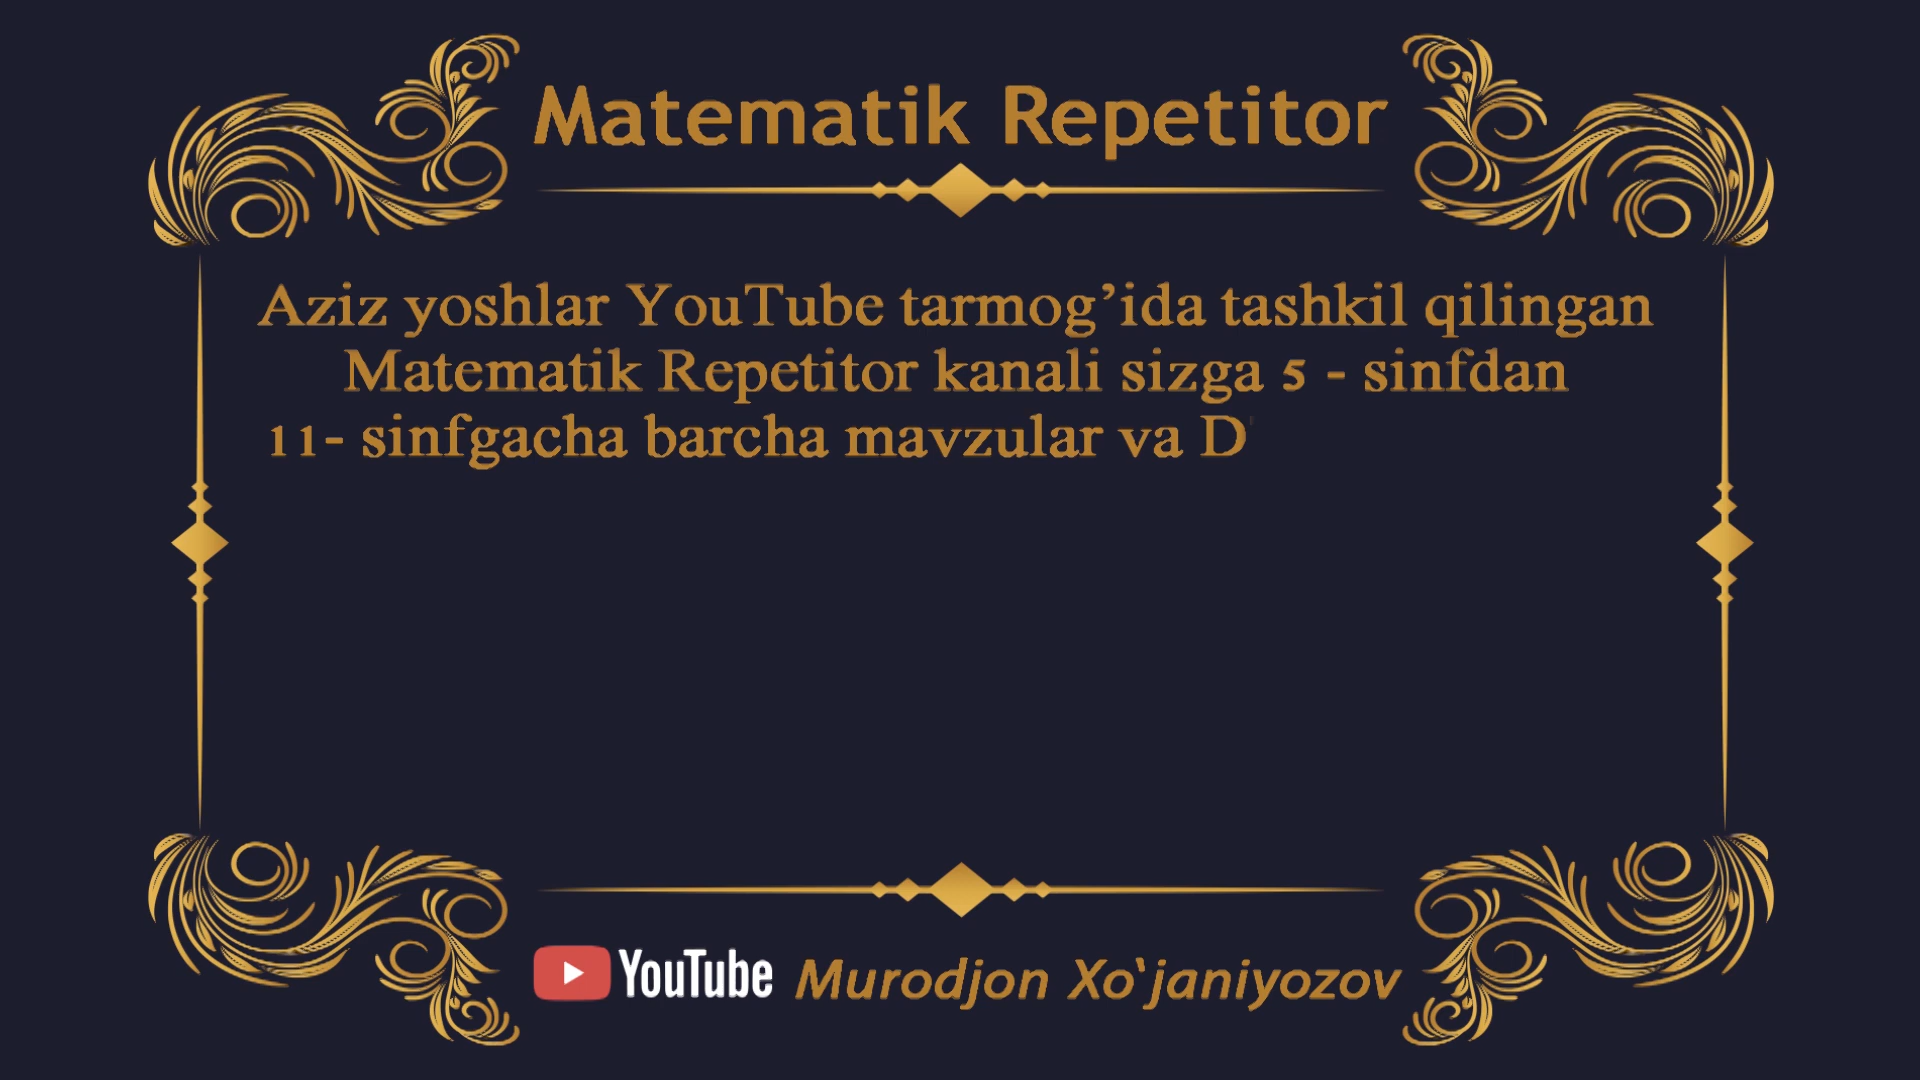 Matematik Repetitor
Aziz yoshlar YouTube tarmog’ida tashkil qilingan
Matematik Repetitor kanali sizga 5 - sinfdan
11- sinfgacha barcha mavzular va D
YouTube Murodjon Xo`janiyozov